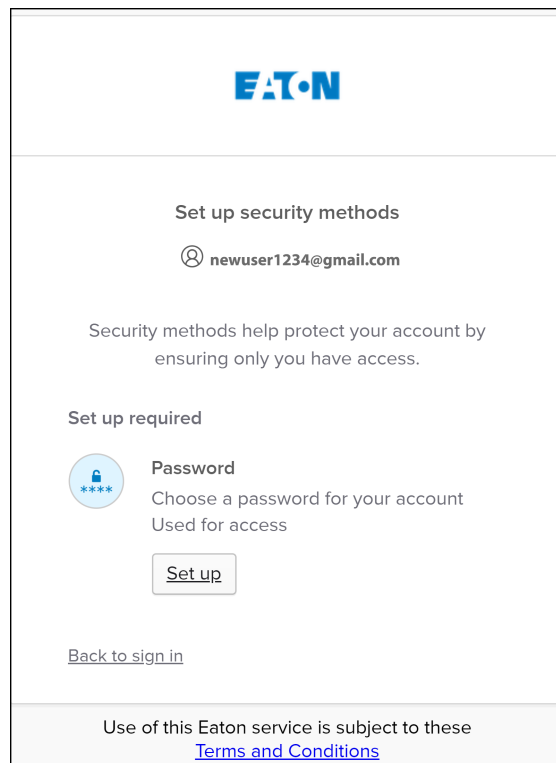 EATON
Set up security methods
newuser1234@gmail.com
Security methods help protect your account by
ensuring only you have access.
Set up required
****
Password
Choose a password for your account
Used for access
Set up
Back to sign in
Use of this Eaton service is subject to these
Terms and Conditions